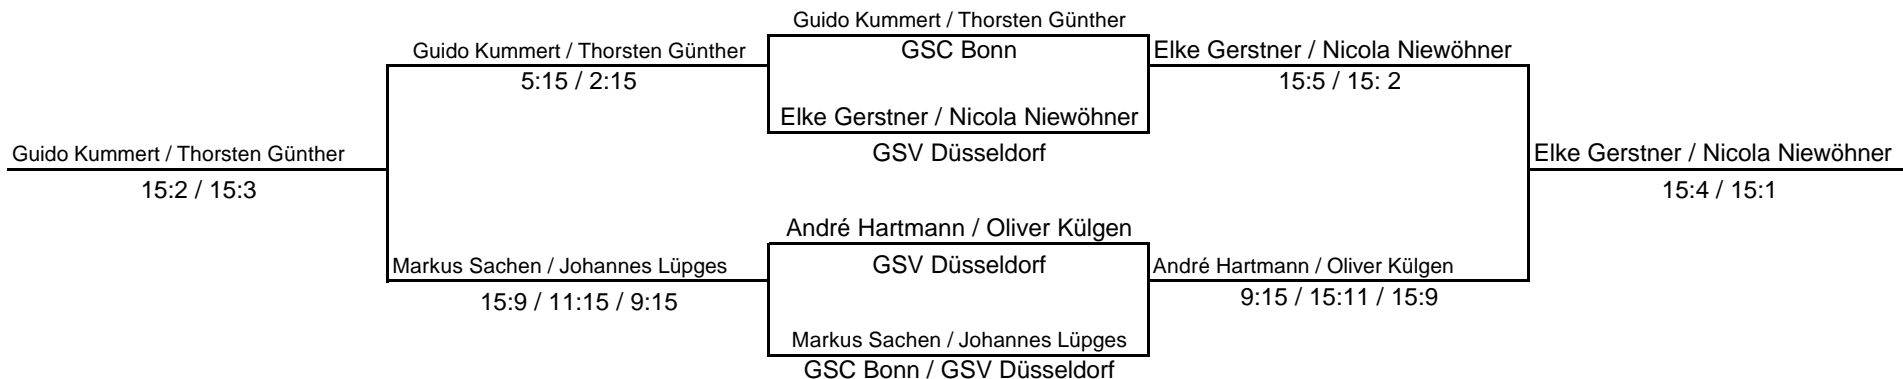 Guido Kummert / Thorsten Günther
Guido Kummert / Thorsten Günther
GSC Bonn
Elke Gerstner / Nicola Niewöhner
5:15 / 2:15
15:5 / 15: 2
Elke Gerstner / Nicola Niewöhner
Guido Kummert / Thorsten Günther
GSV Düsseldorf
Elke Gerstner / Nicola Niewöhner
15:2 / 15:3
15:4 / 15:1
André Hartmann / Oliver Külgen
Markus Sachen / Johannes Lüpges
GSV Düsseldorf
André Hartmann / Oliver Külgen
15:9 / 11:15 / 9:15
9:15 / 15:11 / 15:9
Markus Sachen / Johannes Lüpges
GSC Bonn / GSV Düsseldorf